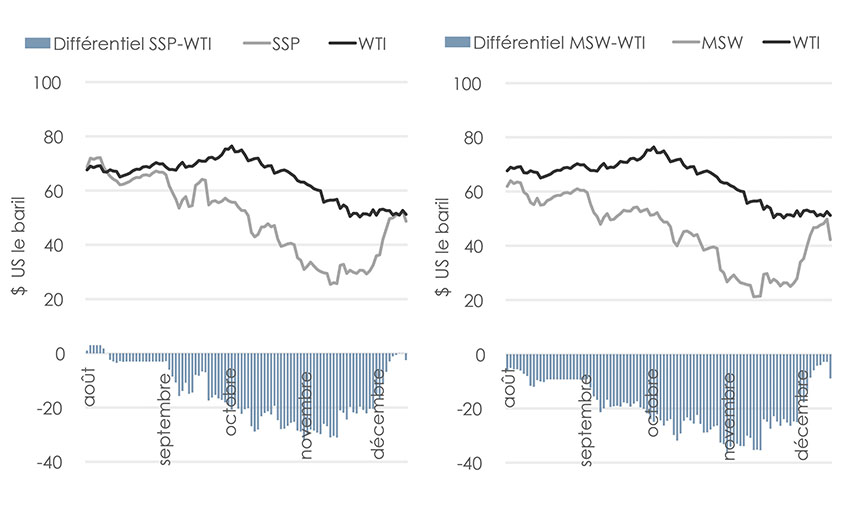 Différentiel SSP-WTI SSP WTI
$ US le baril
100
80
60
40
20
0
-20
-40
août
septembre
octobre
novembre
décembre
Différentiel MSW-WTI MSW WTI
$ US le baril
100
80
60
40
20
0
-20
-40
août
septembre
octobre
novembre
décembre